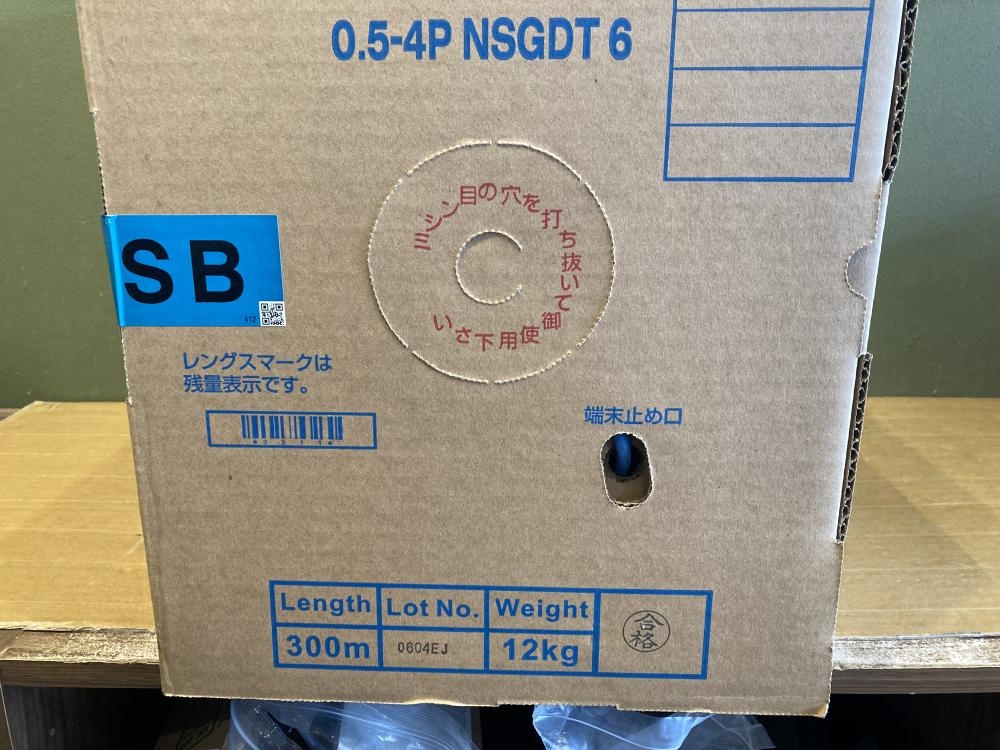 0.5-4P NSGDT 6
ミシン目の穴を打ち抜いて御使用下さい
SB
412
レングスマークは
残量表示です。
*3211*
端末止め口
Length Lot No. Weight
300m 0604EJ 12kg
合格